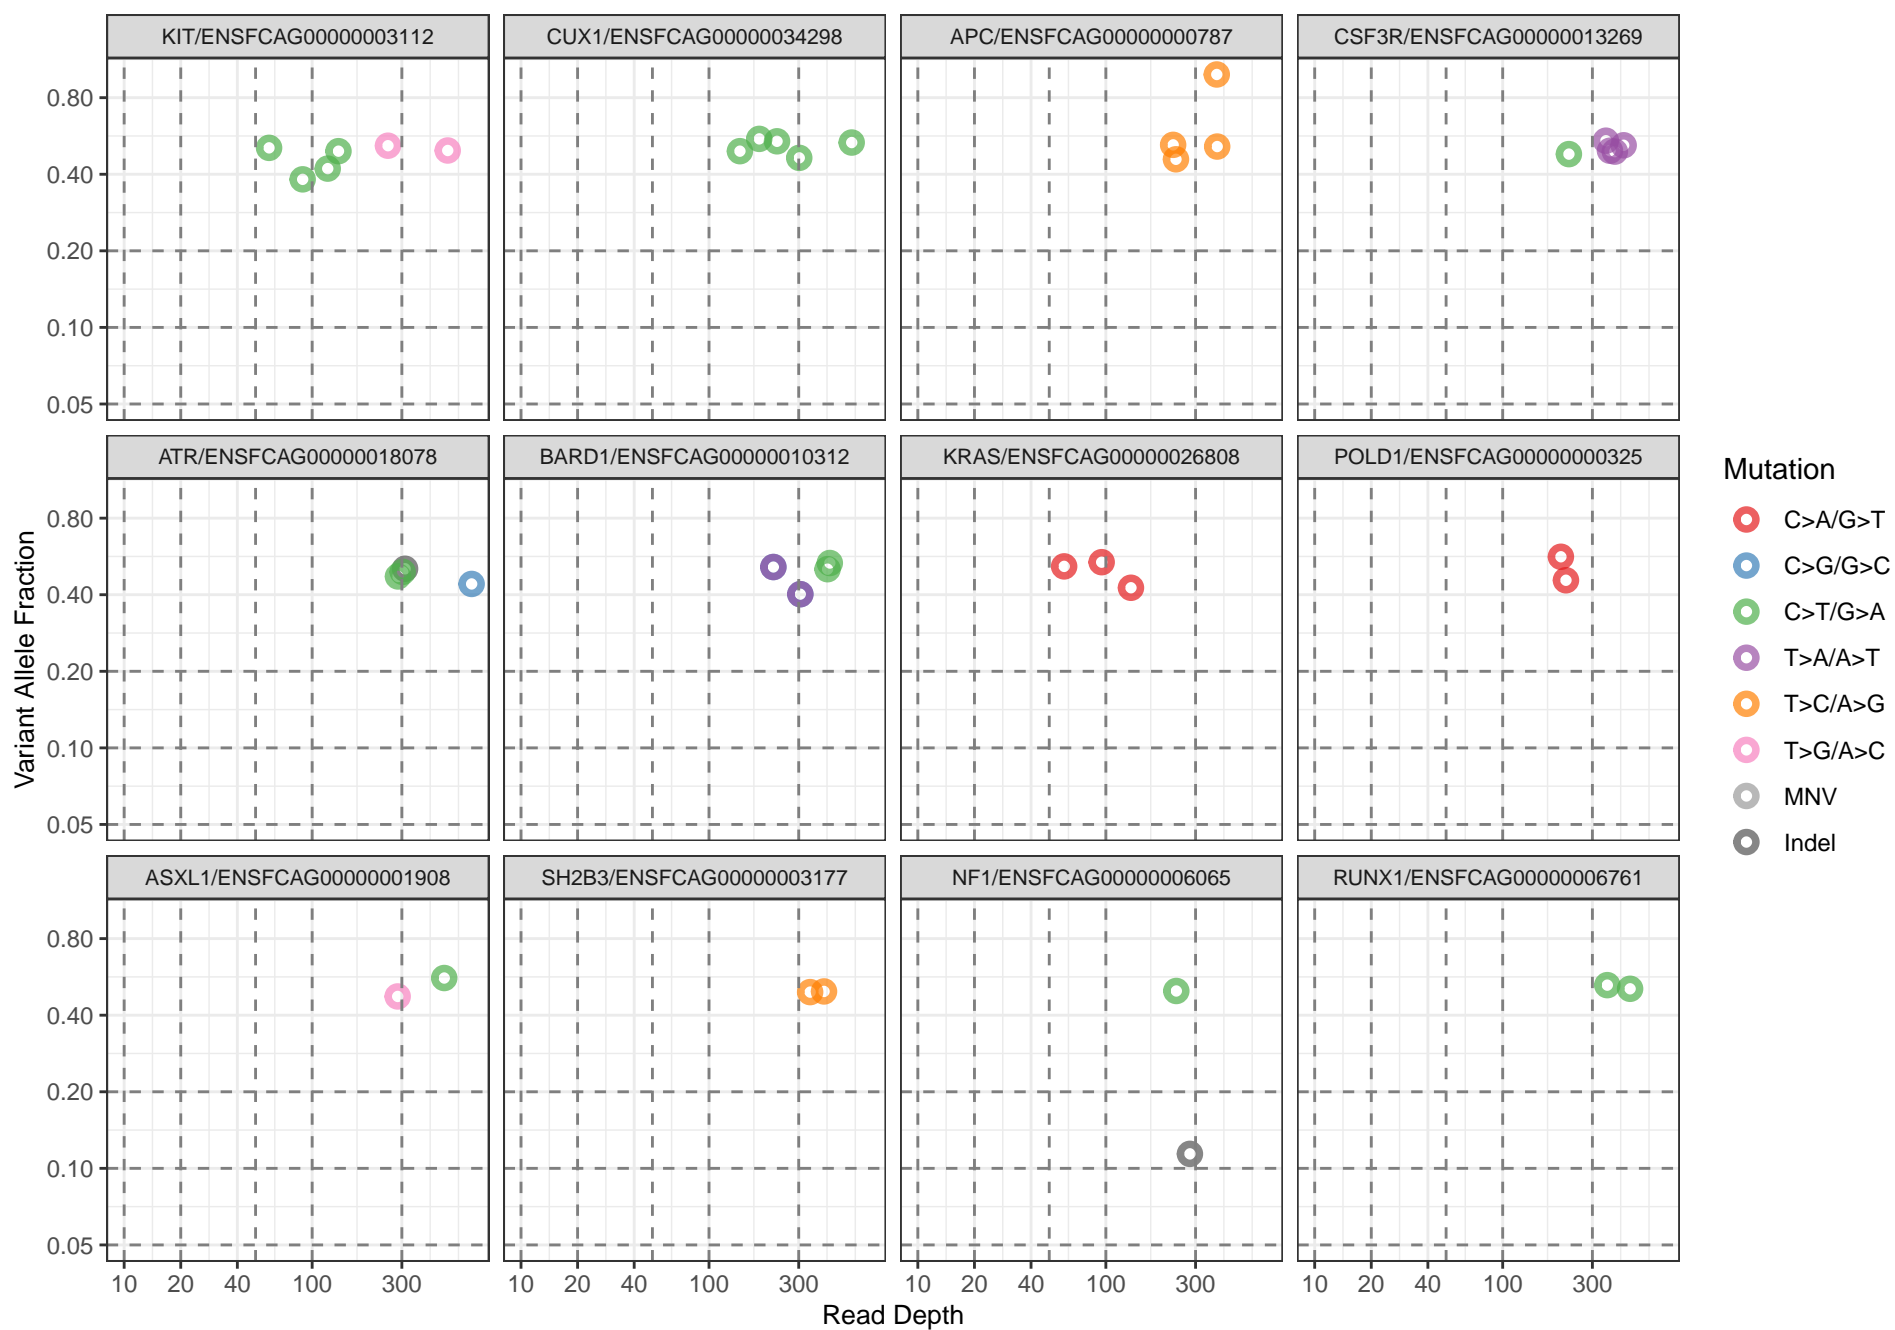 KIT/ENSFCAG00000003112 CUX1/ENSFCAG00000034298 APC/ENSFCAG00000000787 CSF3R/ENSFCAG00000013269
0.80
0.40
0.20
0.10
0.05
ATR/ENSFCAG00000018078 BARD1/ENSFCAG00000010312 KRAS/ENSFCAG00000026808 POLD1/ENSFCAG00000000325
0.80
0.40
0.20
0.10
0.05
ASXL1/ENSFCAG00000001908 SH2B3/ENSFCAG00000003177 NF1/ENSFCAG00000006065 RUNX1/ENSFCAG00000006761
0.80
0.40
0.20
0.10
0.05
10 20 40 100 300 10 20 40 100 300 10 20 40 100 300 10 20 40 100 300
Read Depth
Variant Allele Fraction
Mutation
C>A/G>T
C>G/G>C
C>T/G>A
T>A/A>T
T>C/A>G
T>G/A>C
MNV
Indel